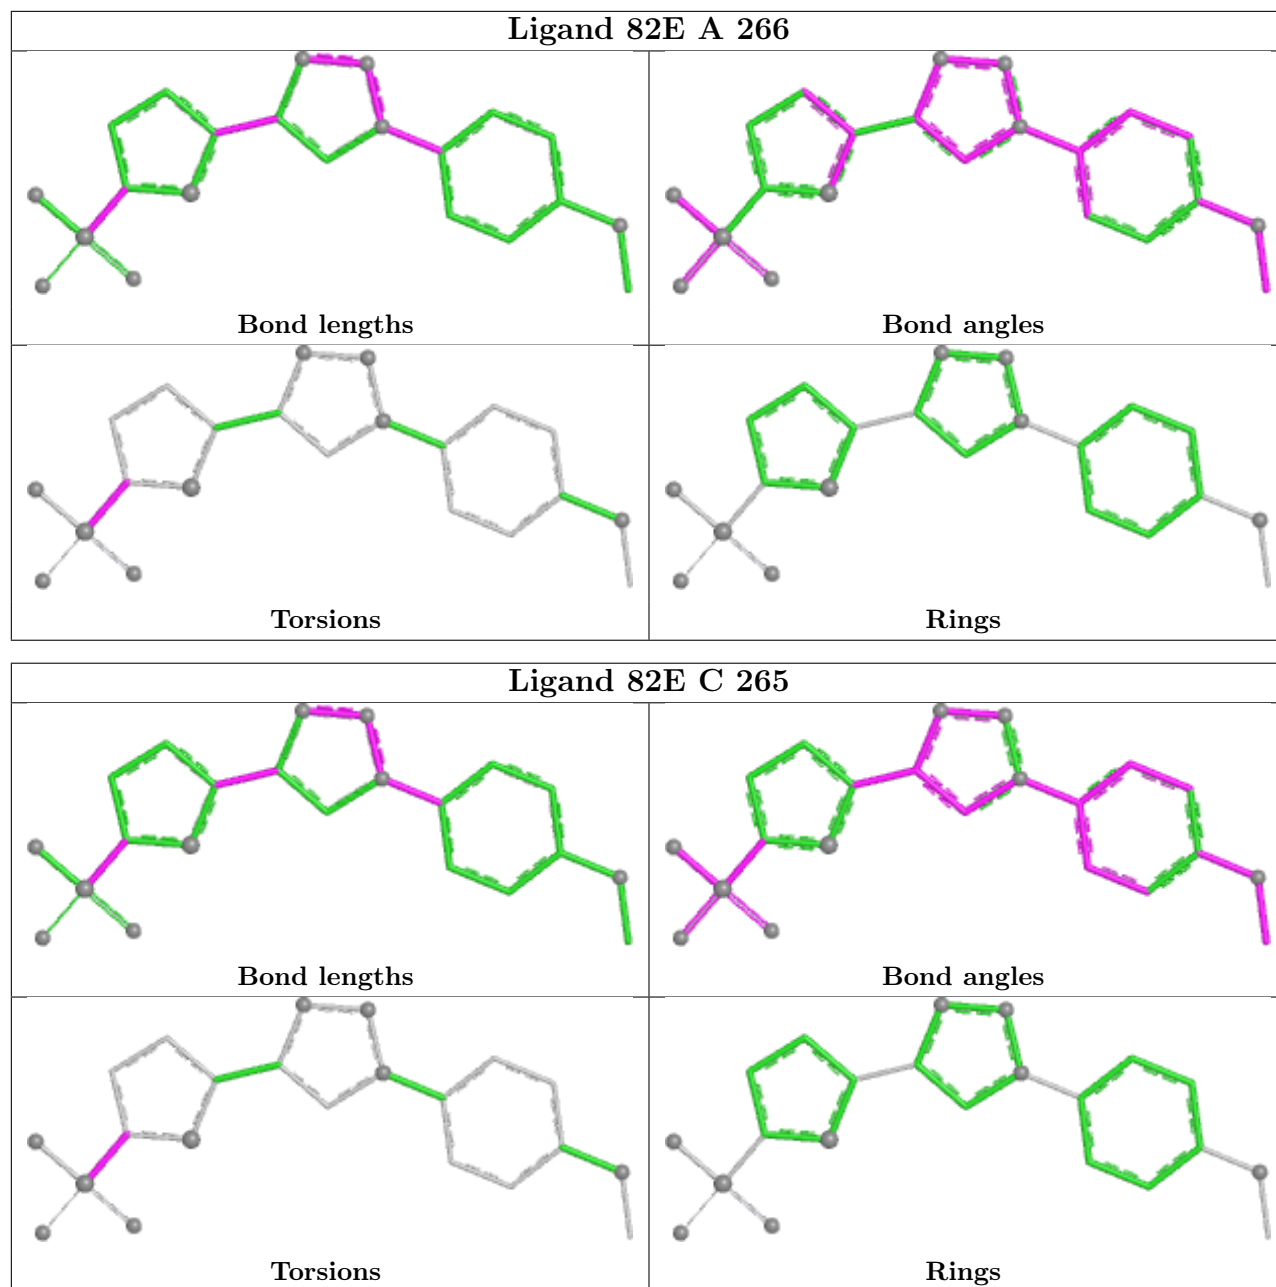 Ligand 82E A 266
Bond lengths
Bond angles
Torsions
Rings
Ligand 82E C 265
Bond lengths
Bond angles
Torsions
Rings